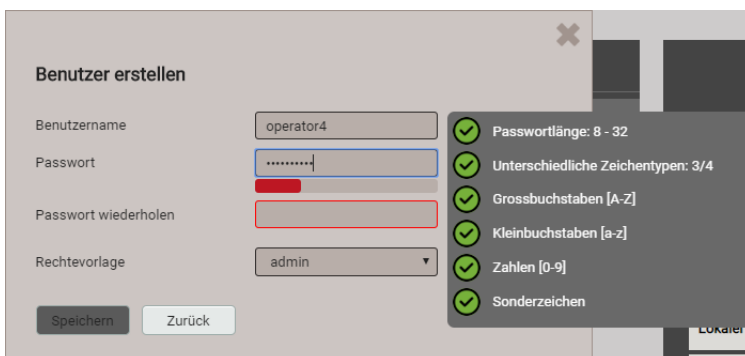 Benutzer erstellen
Benutzername
operator4
Passwort
••••••••••
Passwort wiederholen
Rechtevorlage
admin
Speichern
Zurück
Passwortlänge: 8 - 32
Unterschiedliche Zeichentypen: 3/4
Grossbuchstaben [A-Z]
Kleinbuchstaben [a-z]
Zahlen [0-9]
Sonderzeichen